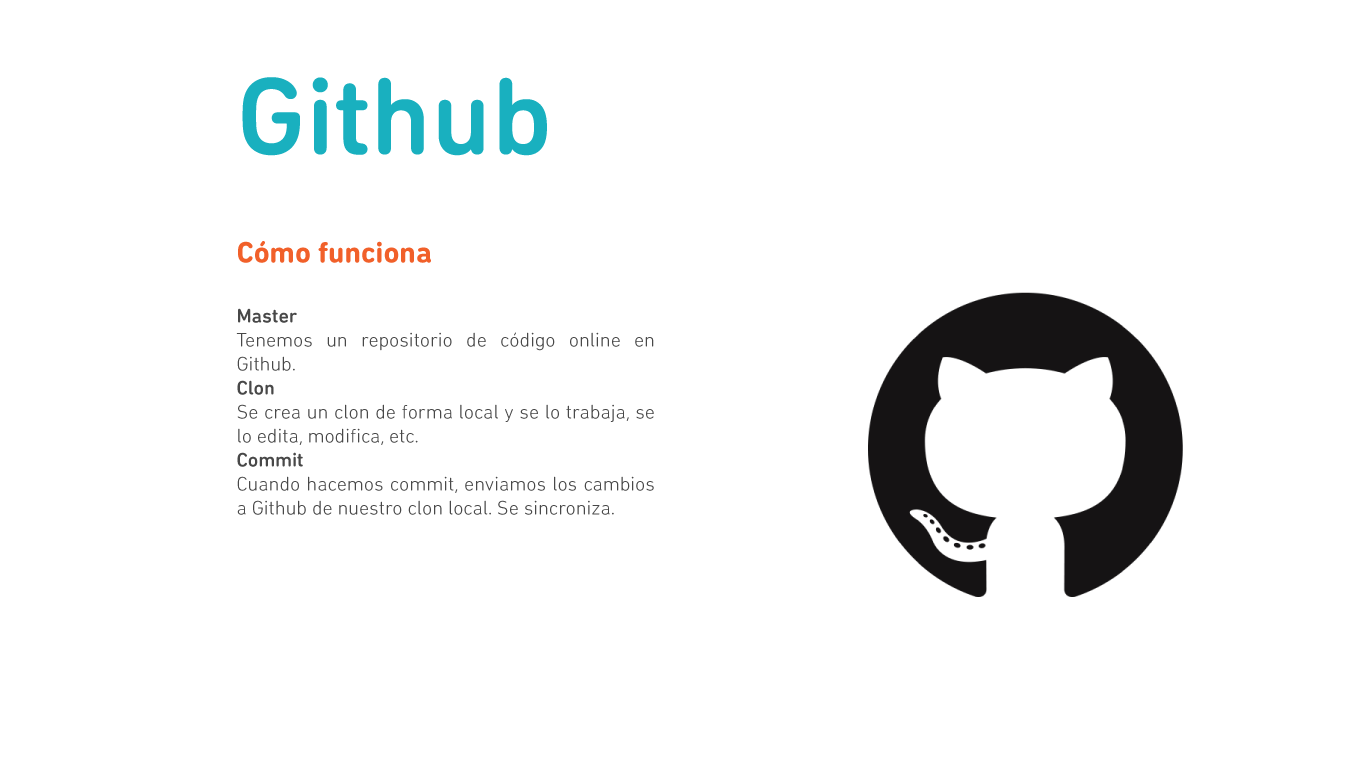 Github
Cómo funciona
Master
Tenemos un repositorio de código online en
Github.
Clon
Se crea un clon de forma local y se lo trabaja, se
lo edita, modifica, etc.
Commit
Cuando hacemos commit, enviamos los cambios
a Github de nuestro clon local. Se sincroniza.